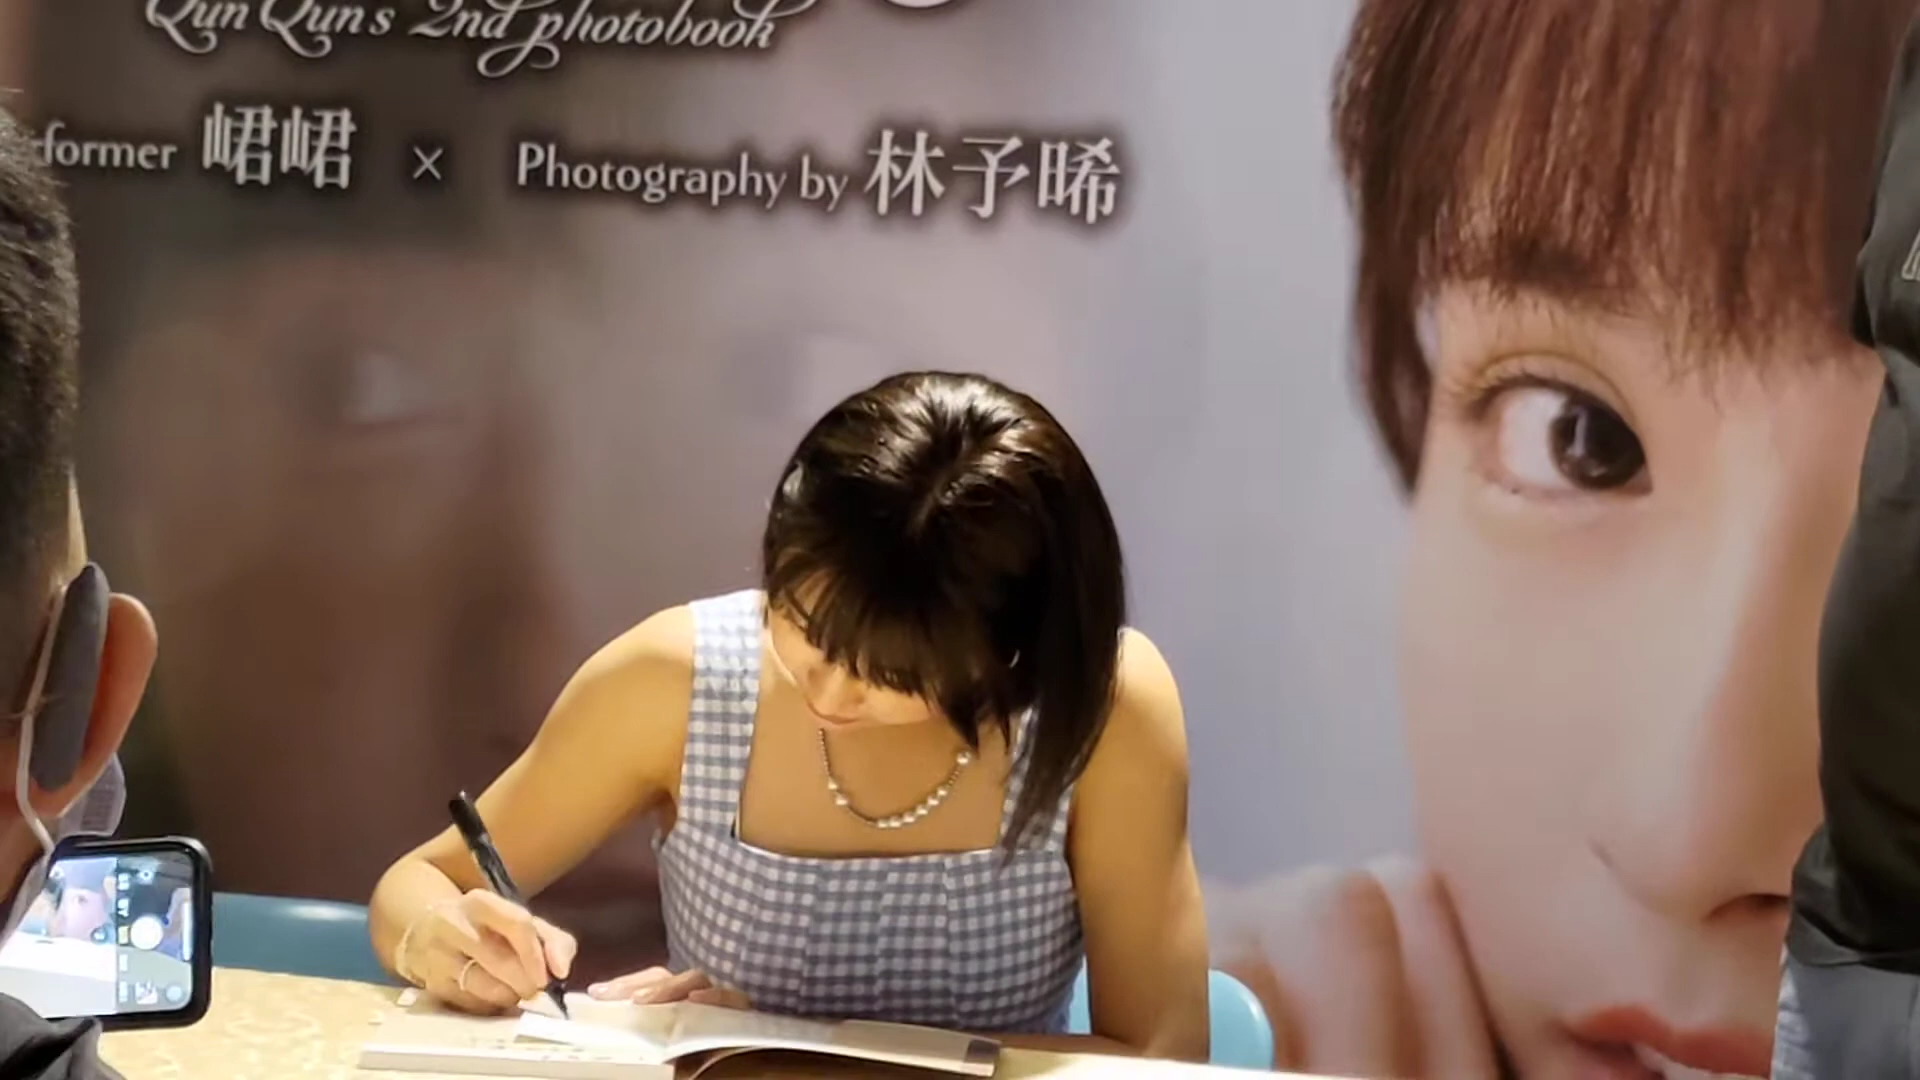 Qun Qun's 2nd photobook
former 峮峮 × Photography by 林予晞